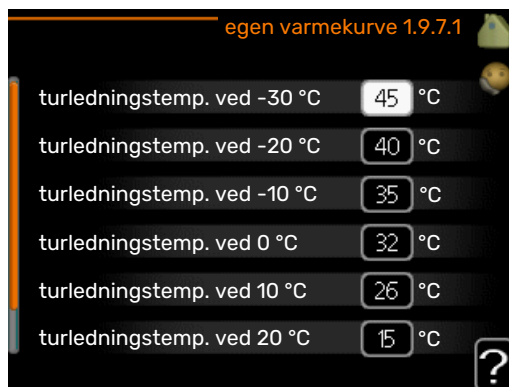 egen varmekurve 1.9.7.1
turledningstemp. ved -30 °C 45 °C
turledningstemp. ved -20 °C 40 °C
turledningstemp. ved -10 °C 35 °C
turledningstemp. ved 0 °C 32 °C
turledningstemp. ved 10 °C 26 °C
turledningstemp. ved 20 °C 15 °C
?